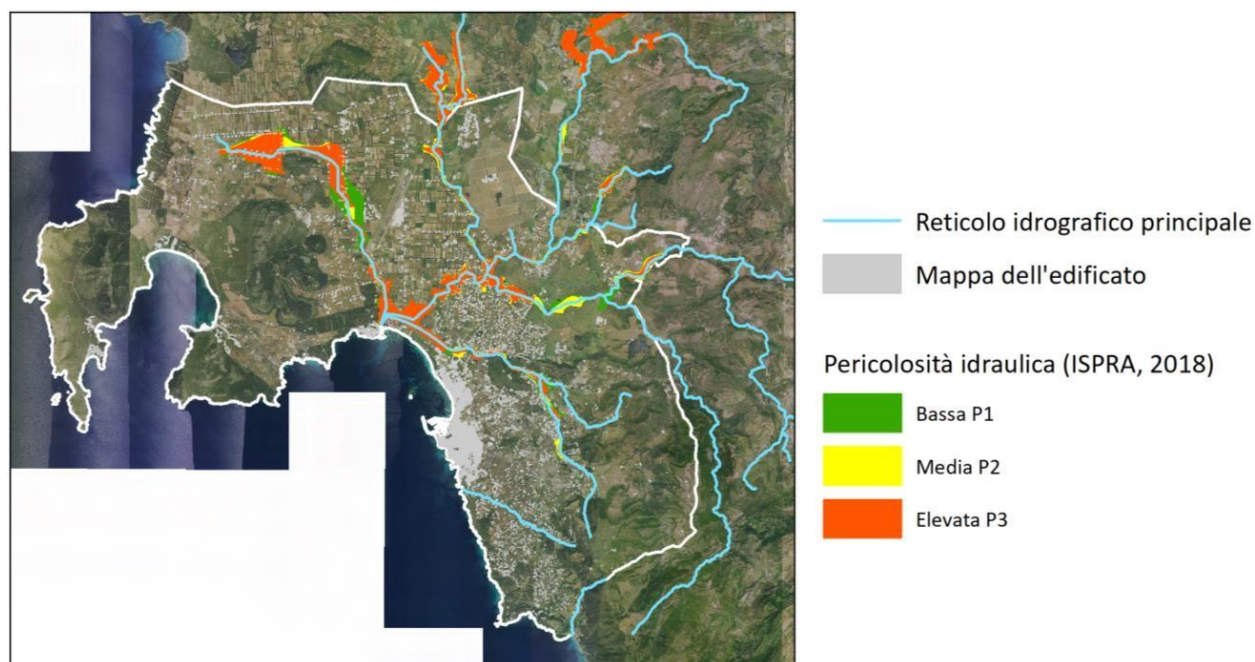 Reticolo idrografico principale
Mappa dell'edificato
Pericolosità idraulica (ISPRA, 2018)
Bassa P1
Media P2
Elevata P3